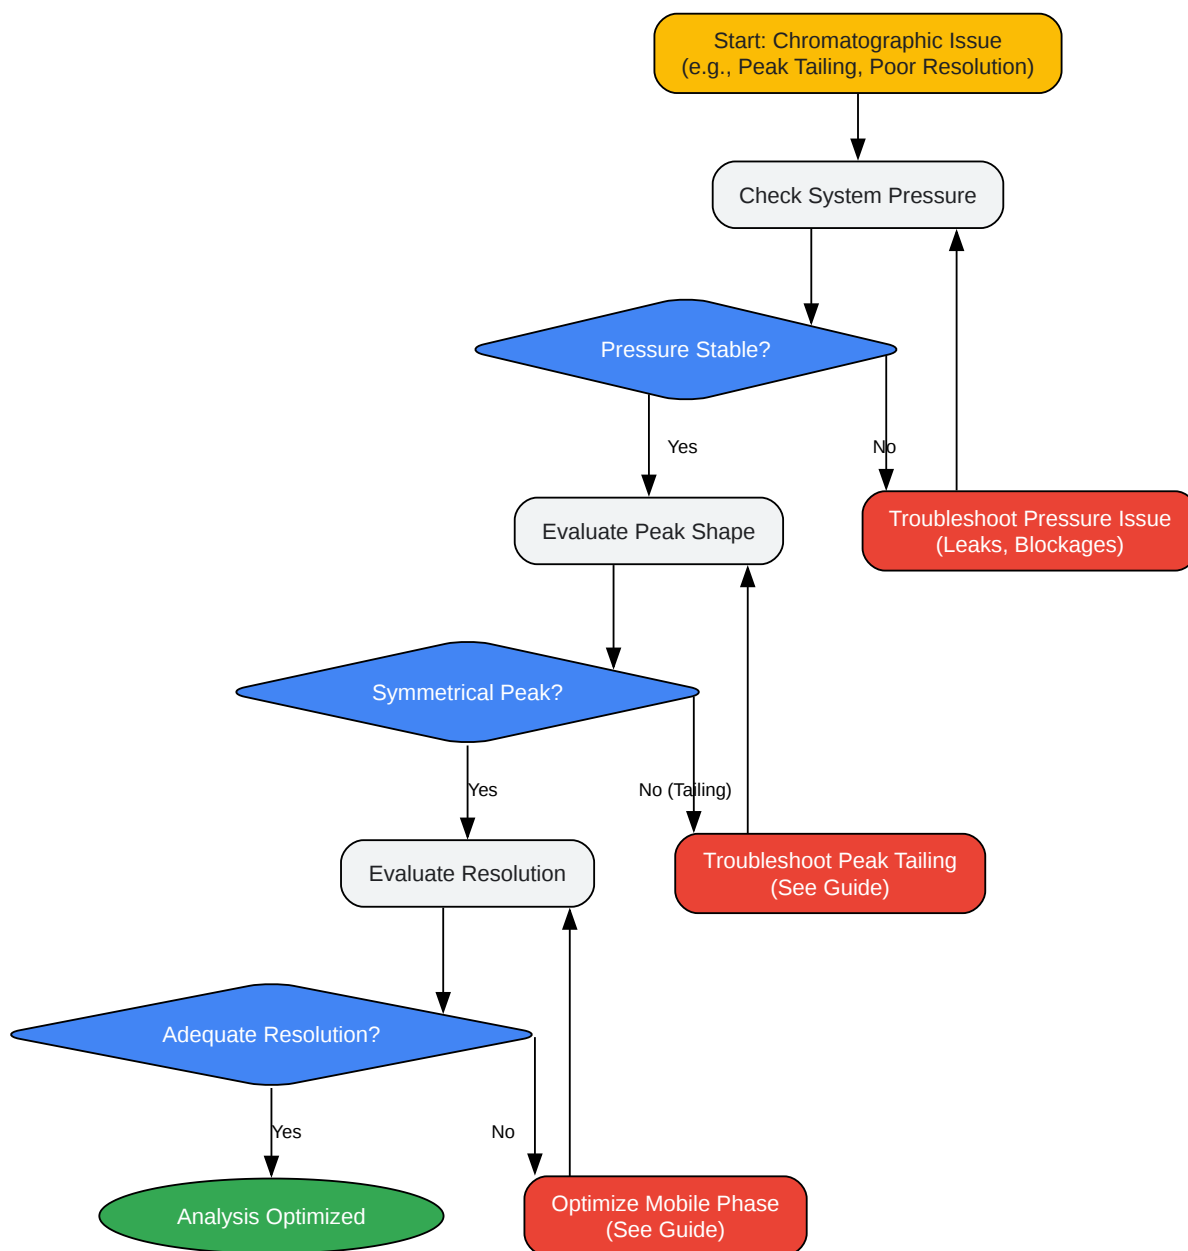 Start: Chromatographic Issue
(e.g., Peak Tailing, Poor Resolution)
Check System Pressure
Pressure Stable?
Yes
No
Evaluate Peak Shape
Troubleshoot Pressure Issue
(Leaks, Blockages)
Symmetrical Peak?
Yes
No (Tailing)
Evaluate Resolution
Troubleshoot Peak Tailing
(See Guide)
Adequate Resolution?
Yes
No
Analysis Optimized
Optimize Mobile Phase
(See Guide)